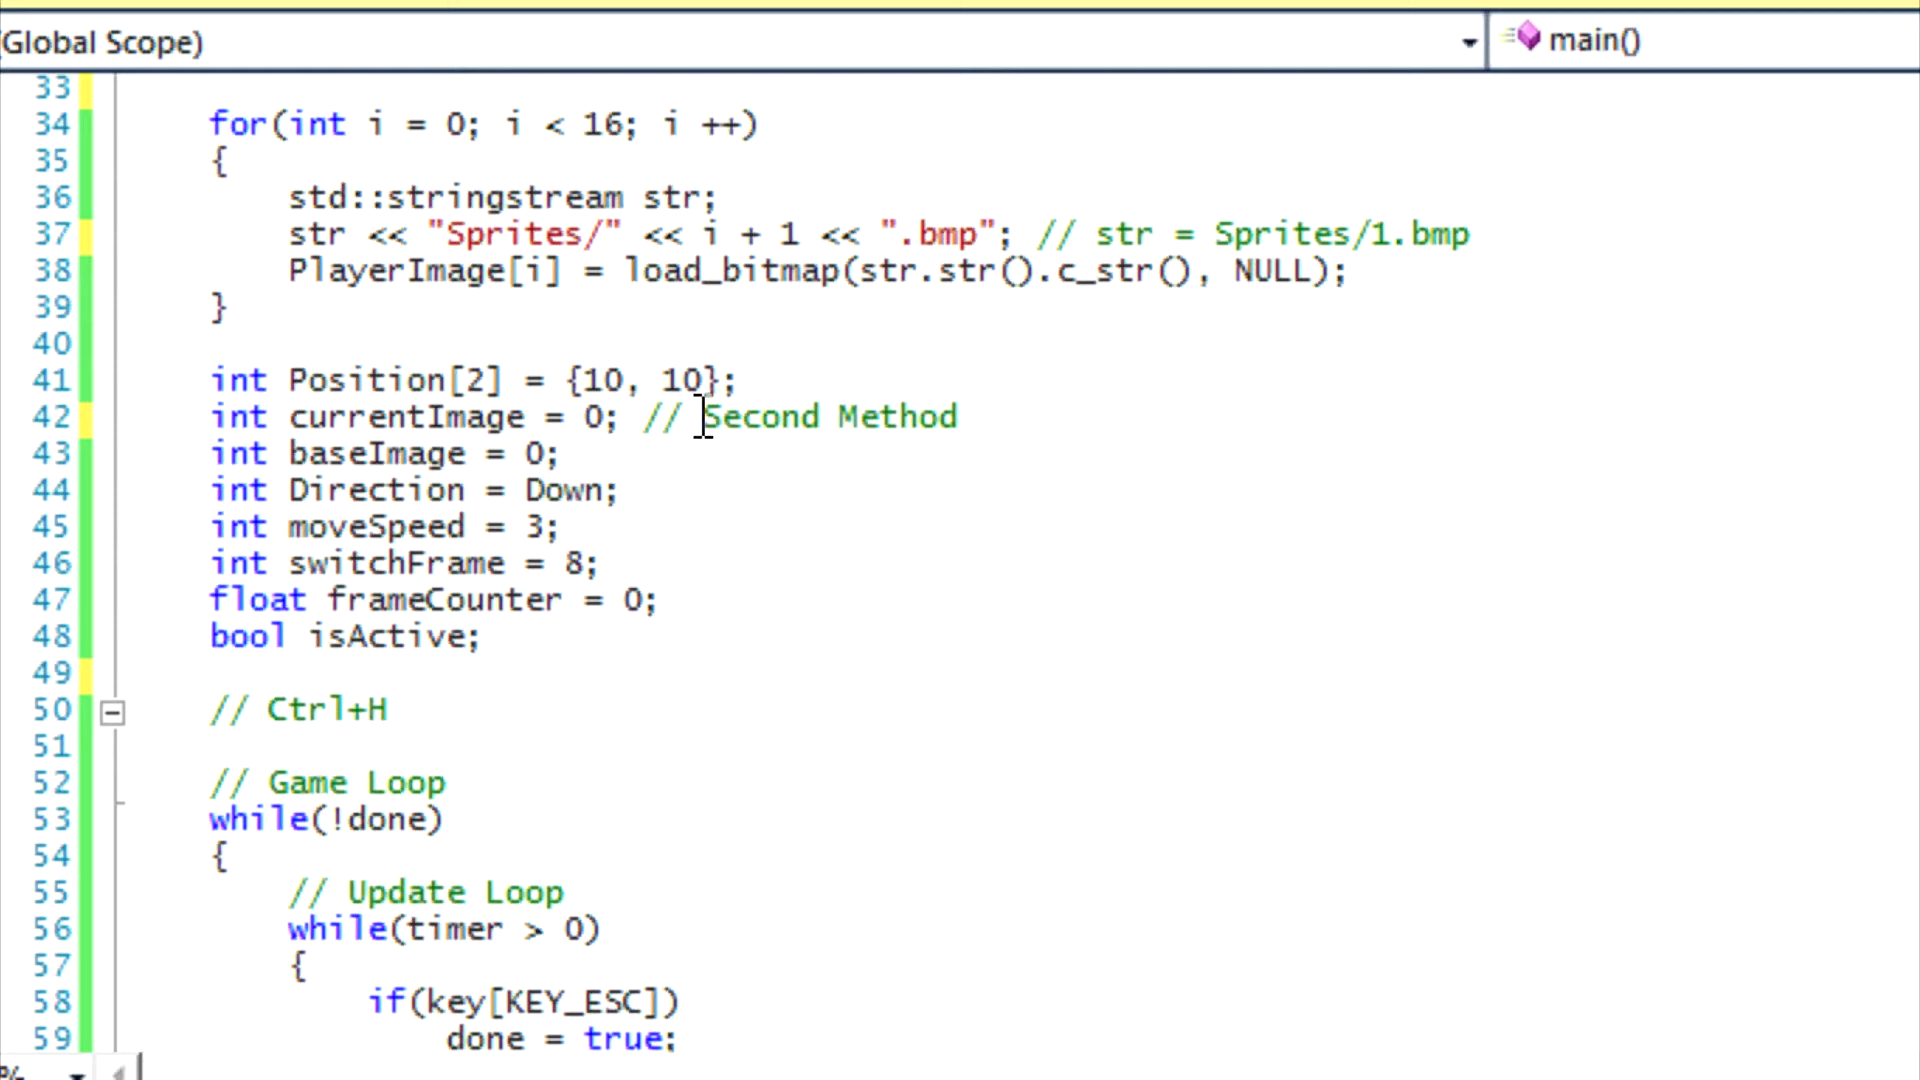 (Global Scope)
main()
33
34 for(int i = 0; i < 16; i ++)
35 {
36 std::stringstream str;
37 str << "Sprites/" << i + 1 << ".bmp"; // str = Sprites/1.bmp
38 PlayerImage[i] = load_bitmap(str.str().c_str(), NULL);
39 }
40
41 int Position[2] = {10, 10};
42 int currentImage = 0; // Second Method
43 int baseImage = 0;
44 int Direction = Down;
45 int moveSpeed = 3;
46 int switchFrame = 8;
47 float frameCounter = 0;
48 bool isActive;
49
50 // Ctrl+H
51
52 // Game Loop
53 while(!done)
54 {
55 // Update Loop
56 while(timer > 0)
57 {
58 if(key[KEY_ESC])
59 done = true;
%